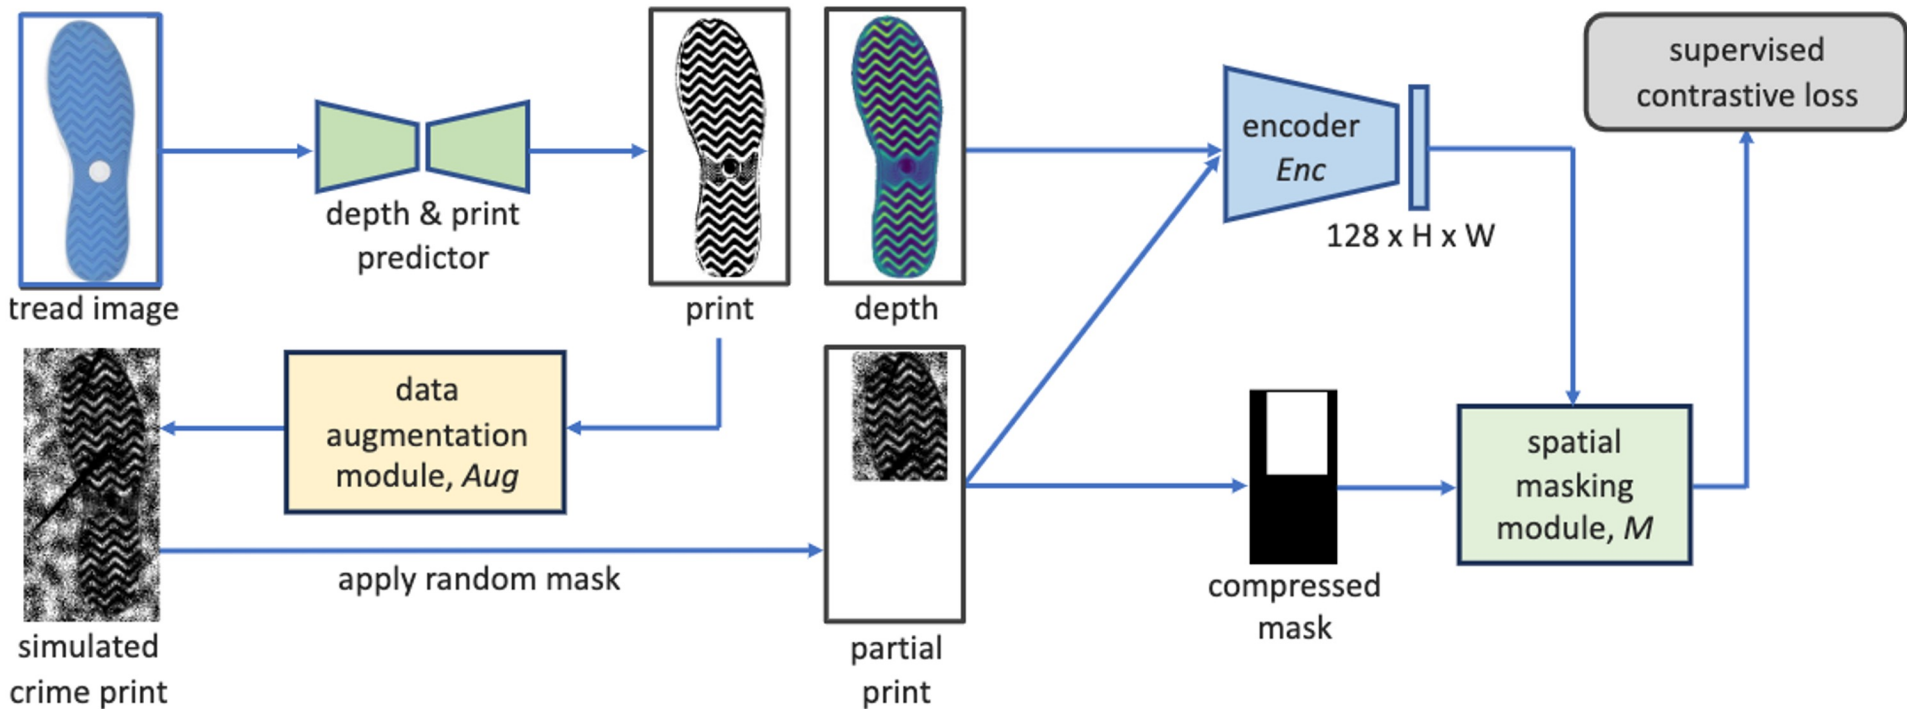 tread image
depth & print
predictor
print
depth
encoder
Enc
128 x H x W
supervised
contrastive loss
data
augmentation
module, Aug
simulated
crime print
apply random mask
partial
print
compressed
mask
spatial
masking
module, M